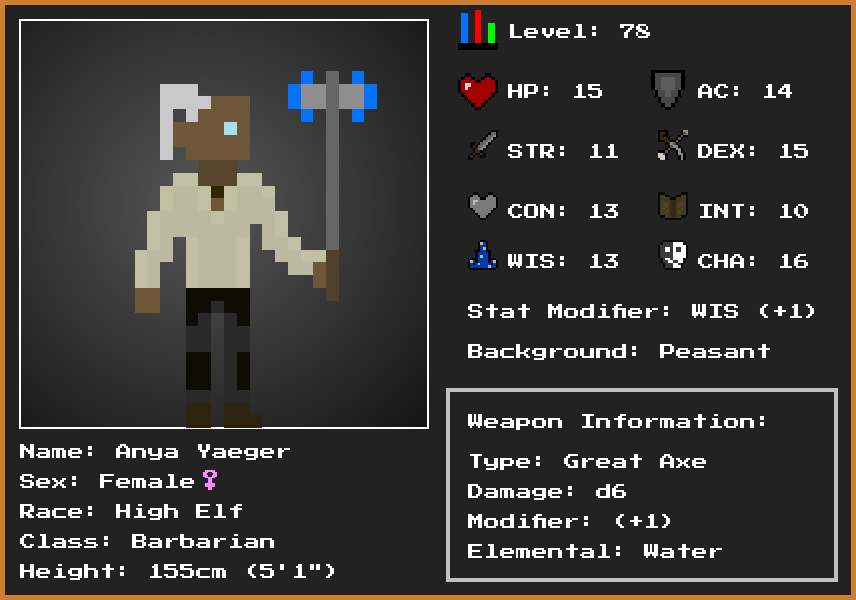 Level: 78
HP: 15
AC: 14
STR: 11
DEX: 15
CON: 13
INT: 10
WIS: 13
CHA: 16
Stat Modifier: WIS (+1)
Background: Peasant
Weapon Information:
Type: Great Axe
Damage: d6
Modifier: (+1)
Elemental: Water
Name: Anya Yaeger
Sex: Female♀
Race: High Elf
Class: Barbarian
Height: 155cm (5'1")